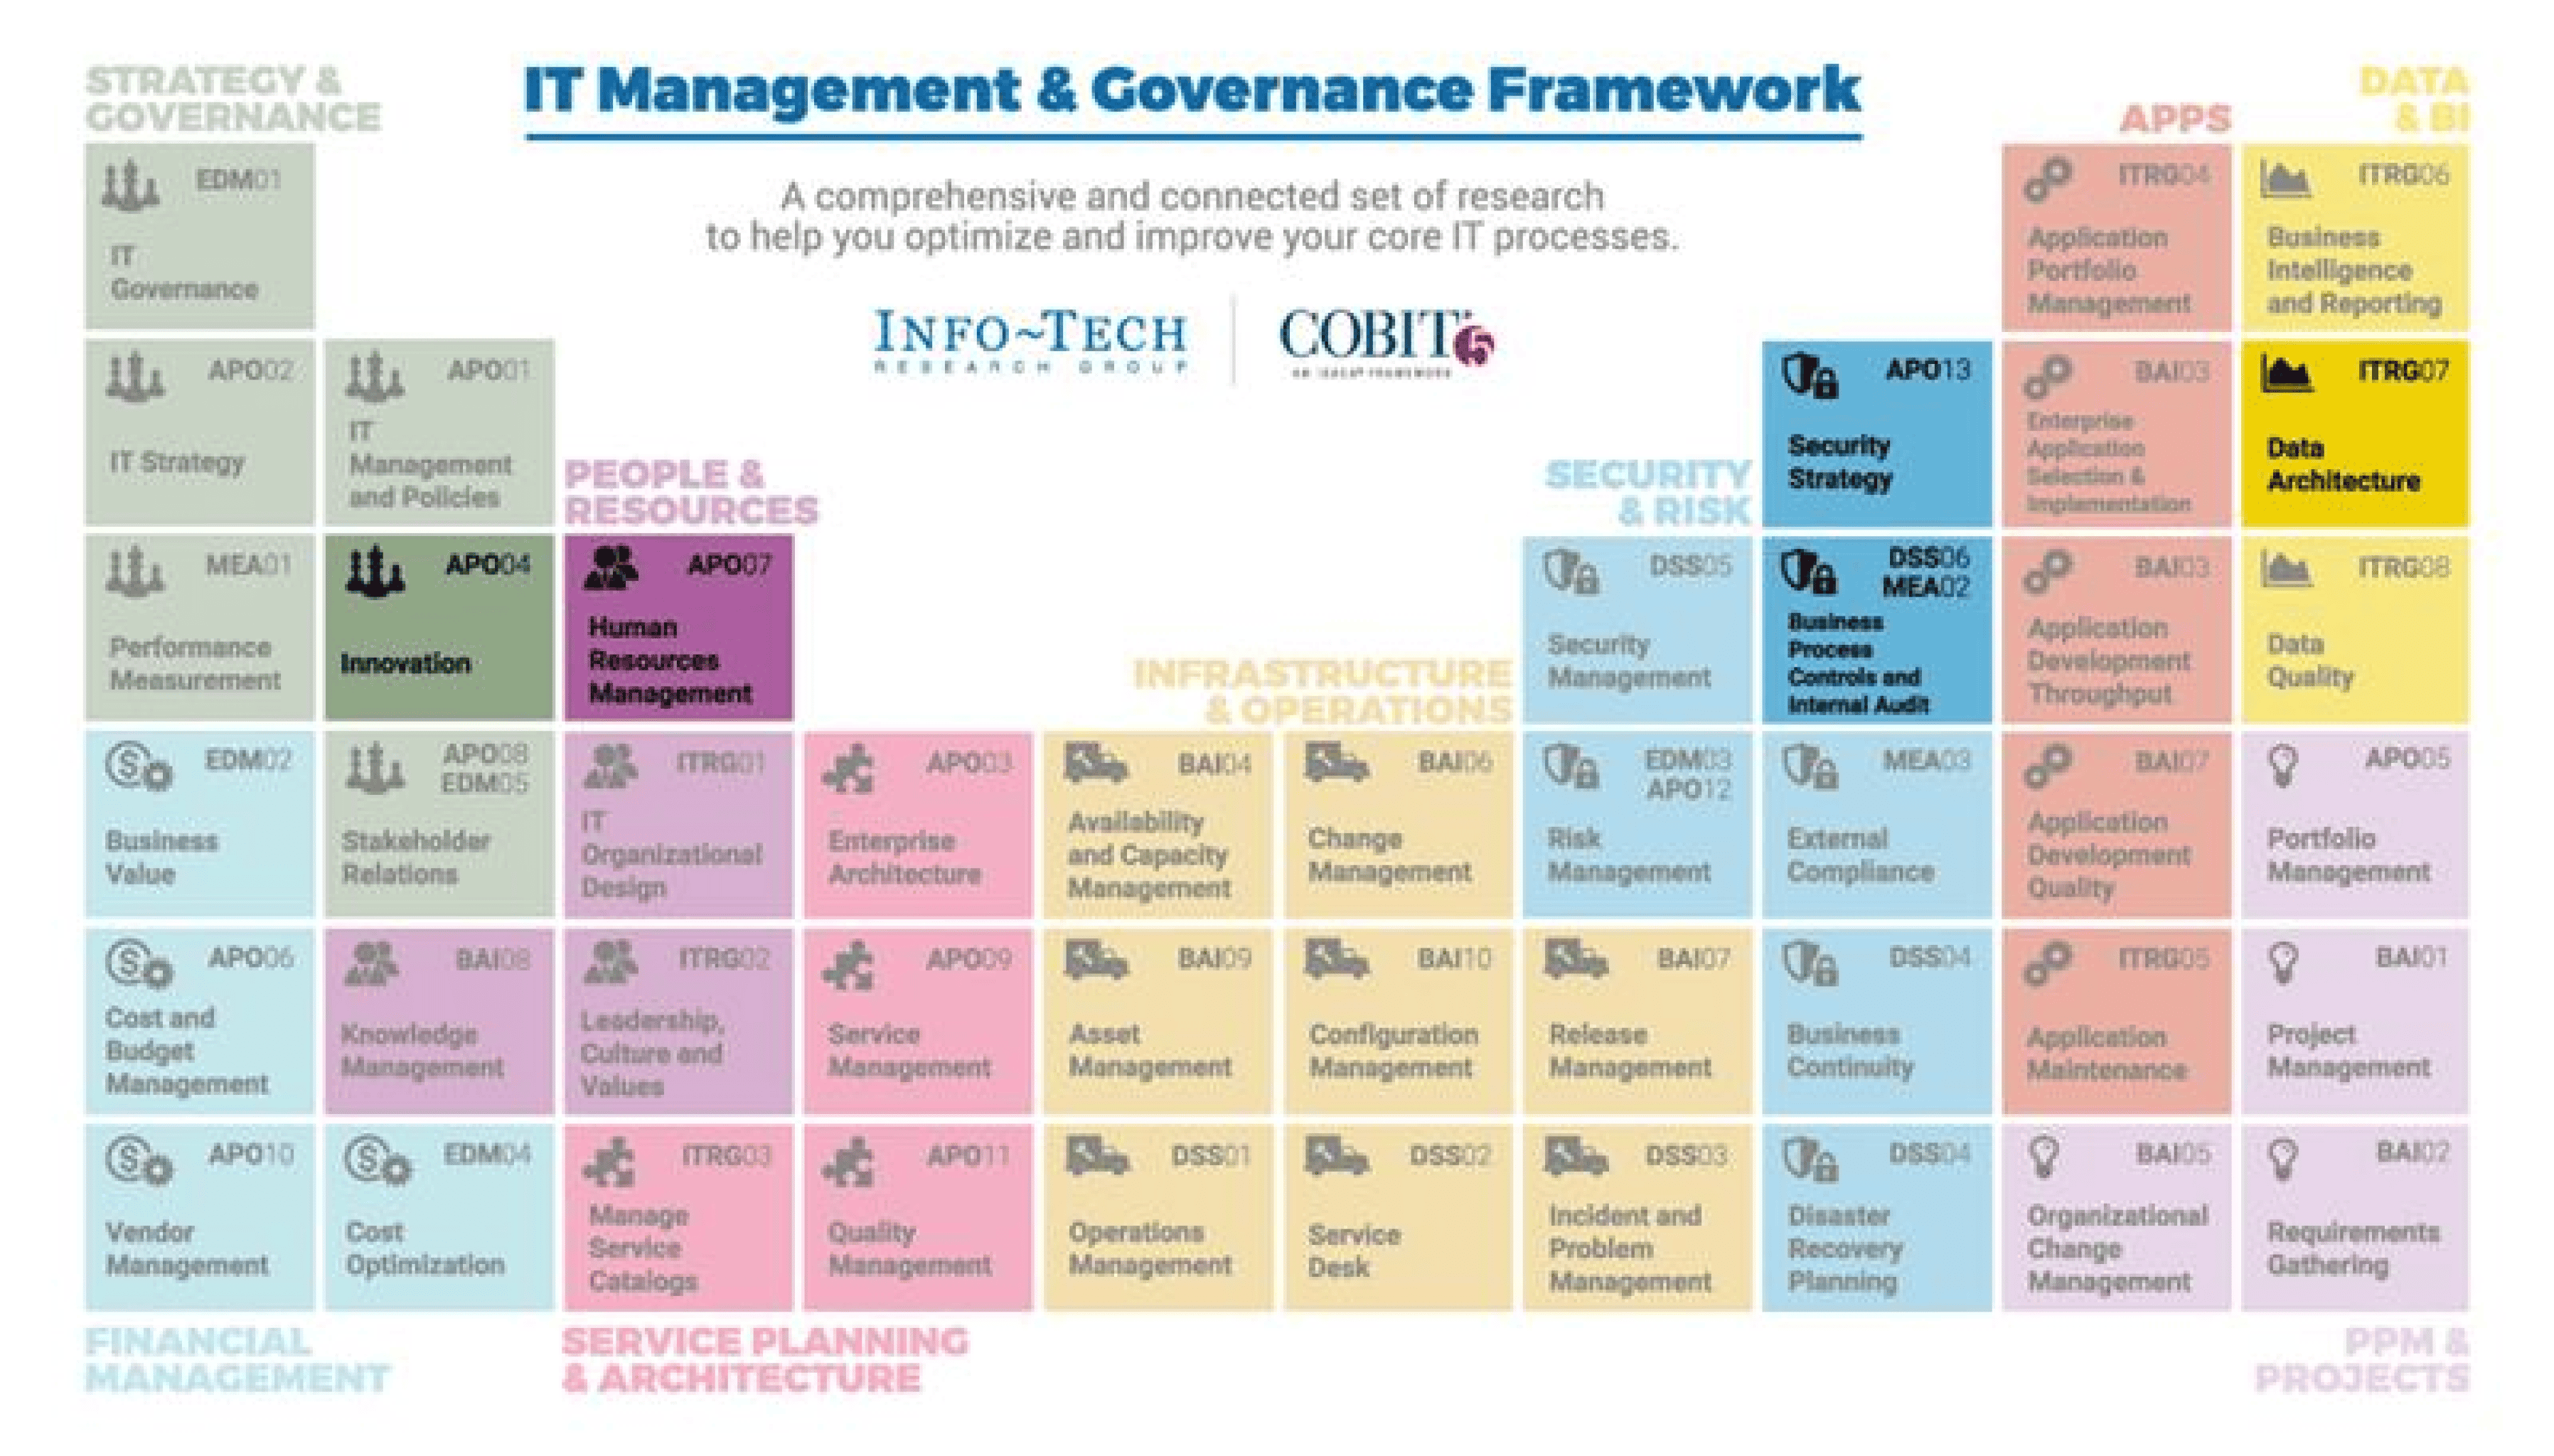 IT Management & Governance Framework
A comprehensive and connected set of research
to help you optimize and improve your core IT processes.
INFO~TECH
RESEARCH GROUP
COBIT 5
AN ISACA® FRAMEWORK
STRATEGY &
GOVERNANCE
EDM01
IT
Governance
APO02
IT Strategy
APO01
IT
Management
and Policies
MEA01
Performance
Measurement
APO04
Innovation
APO08
EDM05
Stakeholder
Relations
PEOPLE &
RESOURCES
APO07
Human
Resources
Management
ITRG01
IT
Organizational
Design
BAI08
Knowledge
Management
ITRG02
Leadership,
Culture and
Values
EDM02
Business
Value
APO06
Cost and
Budget
Management
APO10
Vendor
Management
EDM04
Cost
Optimization
FINANCIAL
MANAGEMENT
APO03
Enterprise
Architecture
APO09
Service
Management
ITRG03
Manage
Service
Catalogs
APO11
Quality
Management
SERVICE PLANNING
& ARCHITECTURE
INFRASTRUCTURE
& OPERATIONS
BAI04
Availability
and Capacity
Management
BAI06
Change
Management
BAI09
Asset
Management
BAI10
Configuration
Management
BAI07
Release
Management
DSS01
Operations
Management
DSS02
Service
Desk
DSS03
Incident and
Problem
Management
SECURITY
& RISK
APO13
Security
Strategy
DSS05
Security
Management
DSS06
MEA02
Business
Process
Controls and
Internal Audit
EDM03
APO12
Risk
Management
MEA03
External
Compliance
DSS04
Business
Continuity
DSS04
Disaster
Recovery
Planning
APPS
ITRG04
Application
Portfolio
Management
BAI03
Enterprise
Application
Selection &
Implementation
BAI03
Application
Development
Throughput
BAI07
Application
Development
Quality
ITRG05
Application
Maintenance
DATA
& BI
ITRG06
Business
Intelligence
and Reporting
ITRG07
Data
Architecture
ITRG08
Data
Quality
APO05
Portfolio
Management
BAI01
Project
Management
BAI05
Organizational
Change
Management
BAI02
Requirements
Gathering
PPM &
PROJECTS